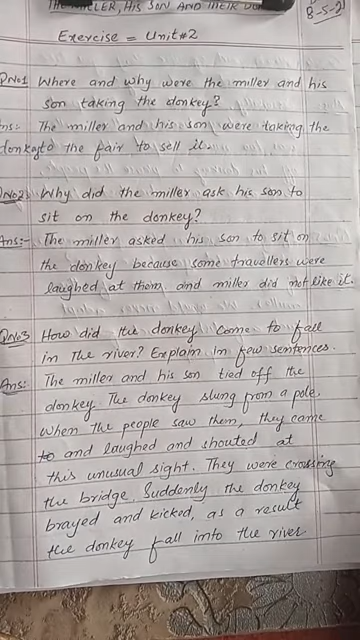 THE MILLER, HIS SON AND THEIR
8-5-2
Exercise = Unit#2
QNo1 Where and why were the miller and his
son taking the donkey?
Ans:- The miller and his son were taking the
donkey to the fair to sell it.
QNo2: Why did the miller ask his son to
sit on the donkey?
Ans:- The miller asked his son to sit on
the donkey because some travellers were
laughed at them and miller did not like it.
QNo3 How did the donkey come to fall
in the river? Explain in few sentences.
Ans: The miller and his son tied off the
donkey. The donkey slung from a pole.
When the people saw them, they came
to and laughed and shouted at
this unusual sight. They were crossing
the bridge. Suddenly the donkey
brayed and kicked, as a result
the donkey fall into the river